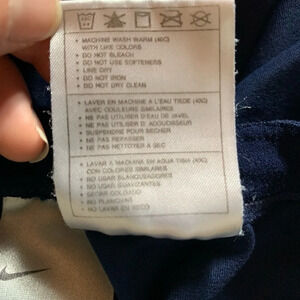 • MACHINE WASH WARM (40C)
WITH LIKE COLORS
• DO NOT BLEACH
• DO NOT USE SOFTENERS
• LINE DRY
• DO NOT IRON
• DO NOT DRY CLEAN
• LAVER EN MACHINE A L'EAU TIEDE (40C)
AVEC COULEURS SIMILAIRES
• NE PAS UTILISER D'EAU DE JAVEL
• NE PAS UTILISER D'ADOUCISSANT
SUSPENDRE POUR SECHER
• NE PAS REPASSER
• NE PAS NETTOYER A SEC
• LAVAR A MAQUINA EN AGUA TIBIA (40C)
CON COLORES SIMILARES
• NO USAR BLANQUEADORES
• NO USAR SUAVIZANTES
• SECAR COLGADO
• NO PLANCHAR
• NO LAVAR EN SECO